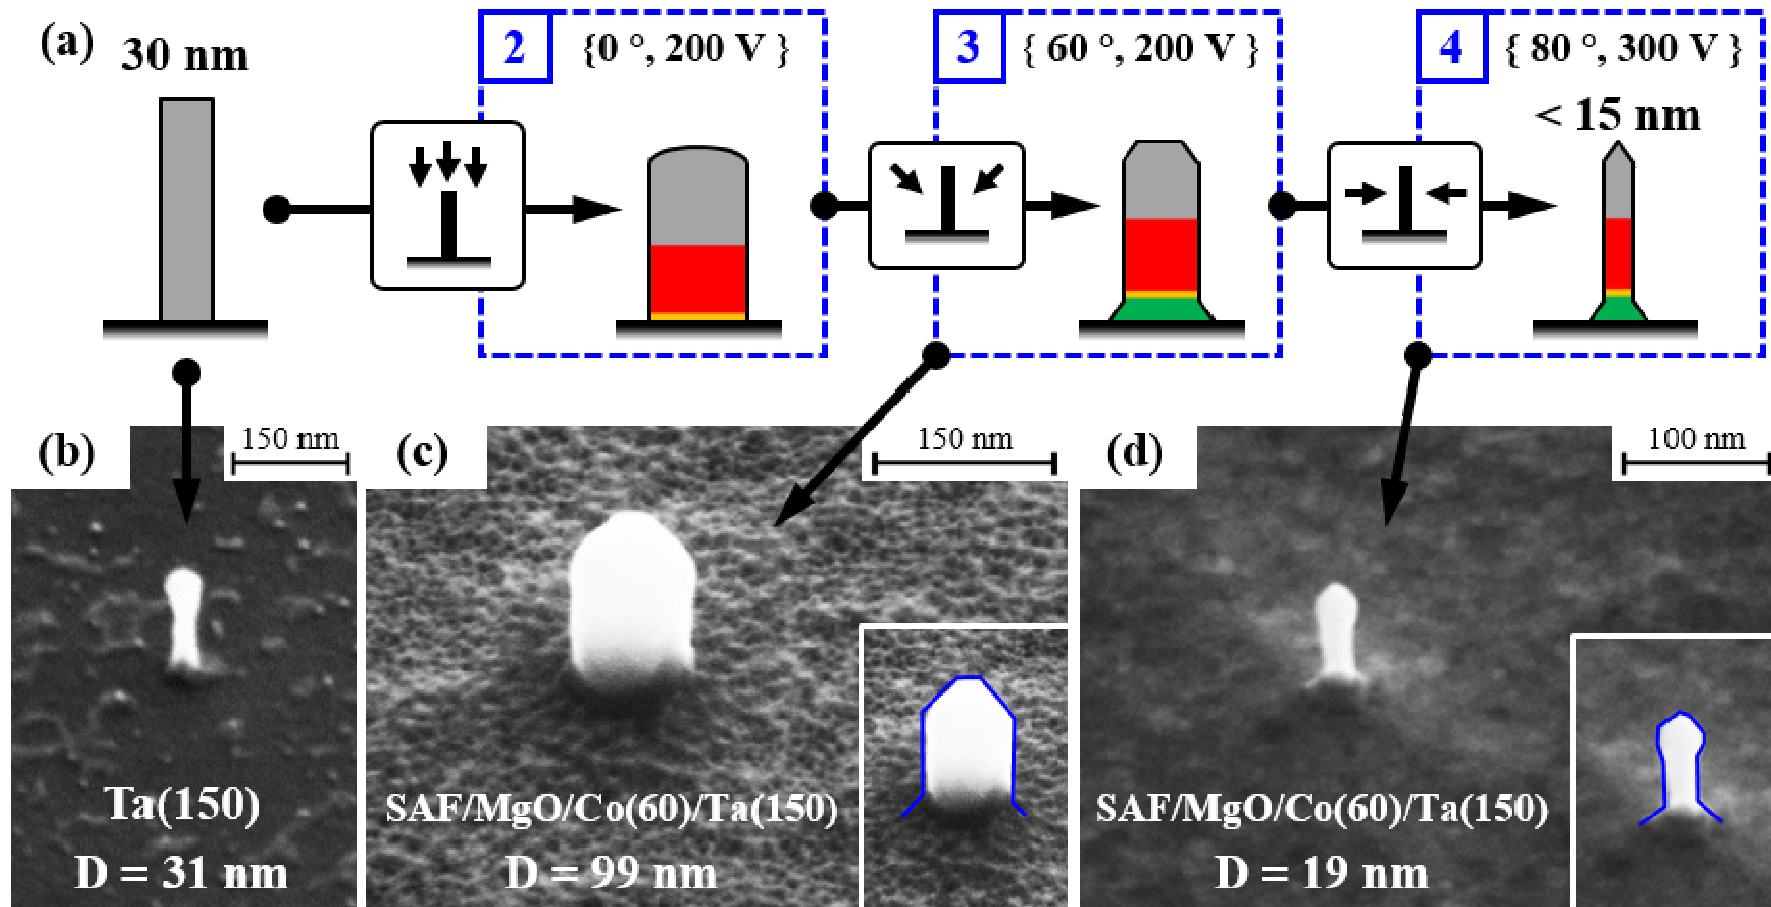 (a)
30 nm
2
{0 °, 200 V }
3
{ 60 °, 200 V }
4
{ 80 °, 300 V }
< 15 nm
(b)
150 nm
Ta(150)
D = 31 nm
(c)
150 nm
SAF/MgO/Co(60)/Ta(150)
D = 99 nm
(d)
100 nm
SAF/MgO/Co(60)/Ta(150)
D = 19 nm